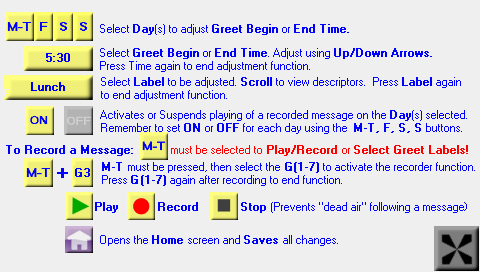 M-T F S S Select Day(s) to adjust Greet Begin or End Time.
5:30 Select Greet Begin or End Time. Adjust using Up/Down Arrows.
Press Time again to end adjustment function.
Lunch Select Label to be adjusted. Scroll to view descriptors. Press Label again
to end adjustment function.
ON OFF Activates or Suspends playing of a recorded message on the Day(s) selected.
Remember to set ON or OFF for each day using the M-T, F, S, S buttons.
To Record a Message: M-T must be selected to Play/Record or Select Greet Labels!
M-T + G3 M-T must be pressed, then select the G(1-7) to activate the recorder function.
Press G(1-7) again after recording to end function.
Play Record Stop (Prevents "dead air" following a message)
Opens the Home screen and Saves all changes.